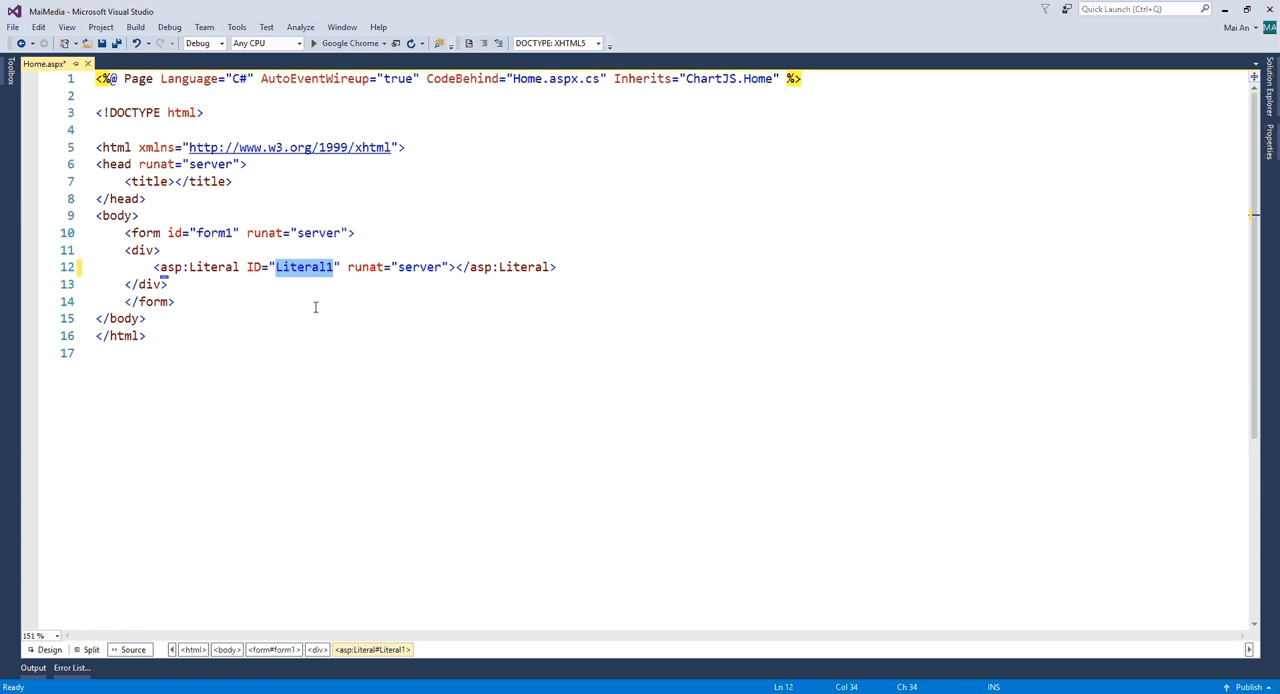 MaiMedia - Microsoft Visual Studio
Quick Launch (Ctrl+Q)
File Edit View Project Build Debug Team Tools Test Analyze Window Help
Mai An MA
Debug Any CPU Google Chrome DOCTYPE: XHTML5
Toolbox
Home.aspx*
Solution Explorer
Properties
1 <%@ Page Language="C#" AutoEventWireup="true" CodeBehind="Home.aspx.cs" Inherits="ChartJS.Home" %>
2
3 <!DOCTYPE html>
4
5 <html xmlns="http://www.w3.org/1999/xhtml">
6 <head runat="server">
7 <title></title>
8 </head>
9 <body>
10 <form id="form1" runat="server">
11 <div>
12 <asp:Literal ID="Literal1" runat="server"></asp:Literal>
13 </div>
14 </form>
15 </body>
16 </html>
17
151 %
Design Split Source <html> <body> <form#form1> <div> <asp:Literal#Literal1>
Output Error List...
Ready Ln 12 Col 34 Ch 34 INS Publish